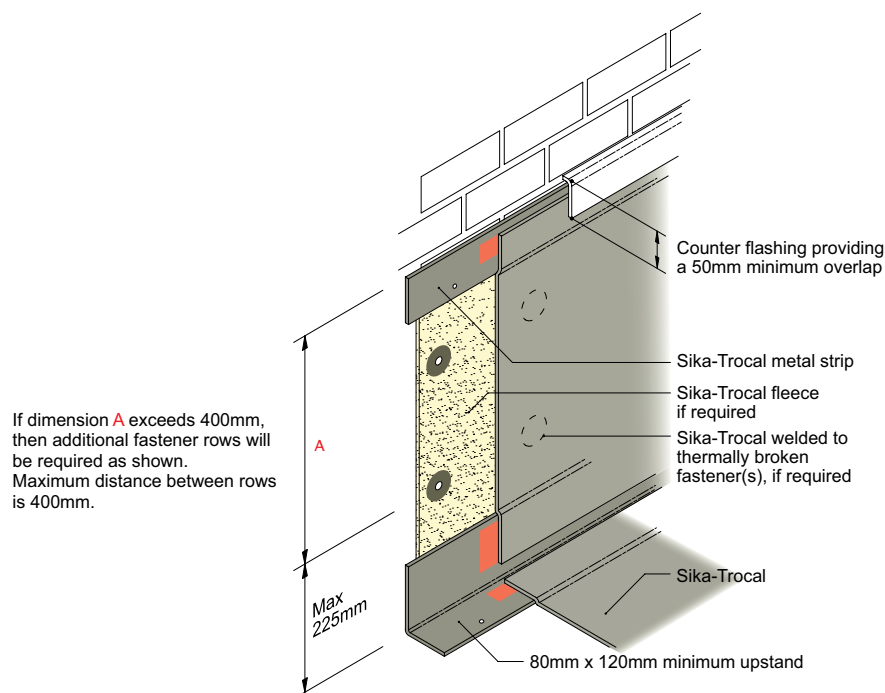 Counter flashing providing
a 50mm minimum overlap
Sika-Trocal metal strip
Sika-Trocal fleece
if required
Sika-Trocal welded to
thermally broken
fastener(s), if required
If dimension A exceeds 400mm,
then additional fastener rows will
be required as shown.
Maximum distance between rows
is 400mm.
A
Sika-Trocal
Max
225mm
80mm x 120mm minimum upstand